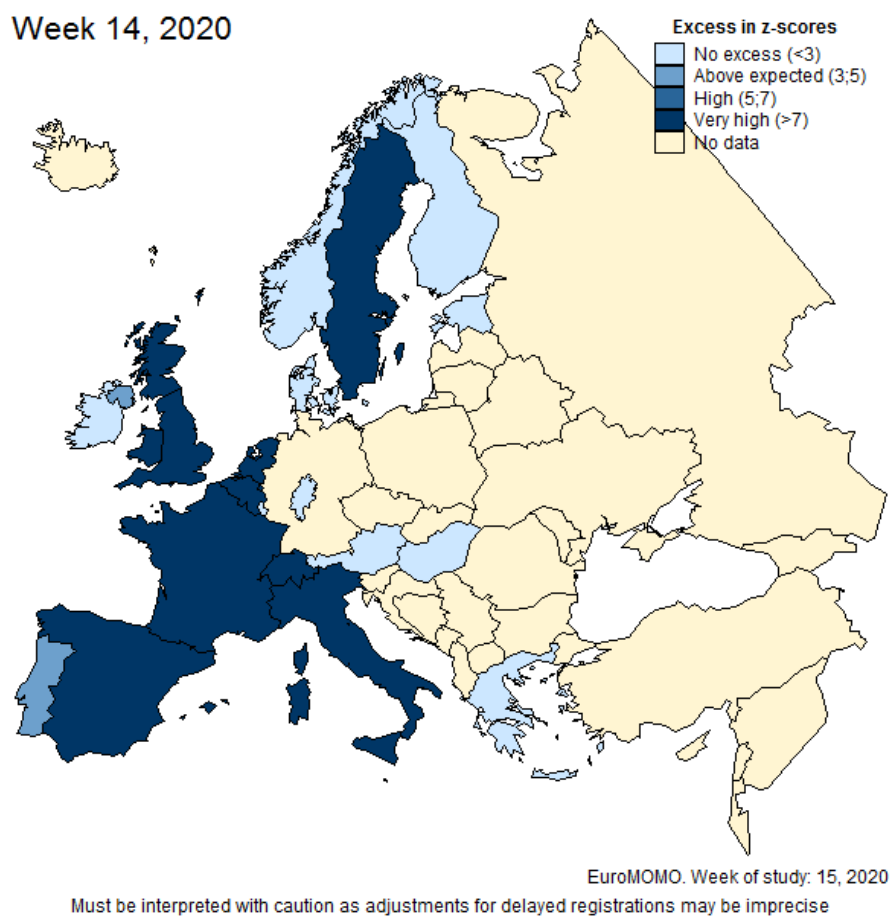 Week 14, 2020
Excess in z-scores
No excess (<3)
Above expected (3;5)
High (5;7)
Very high (>7)
No data
EuroMOMO. Week of study: 15, 2020
Must be interpreted with caution as adjustments for delayed registrations may be imprecise